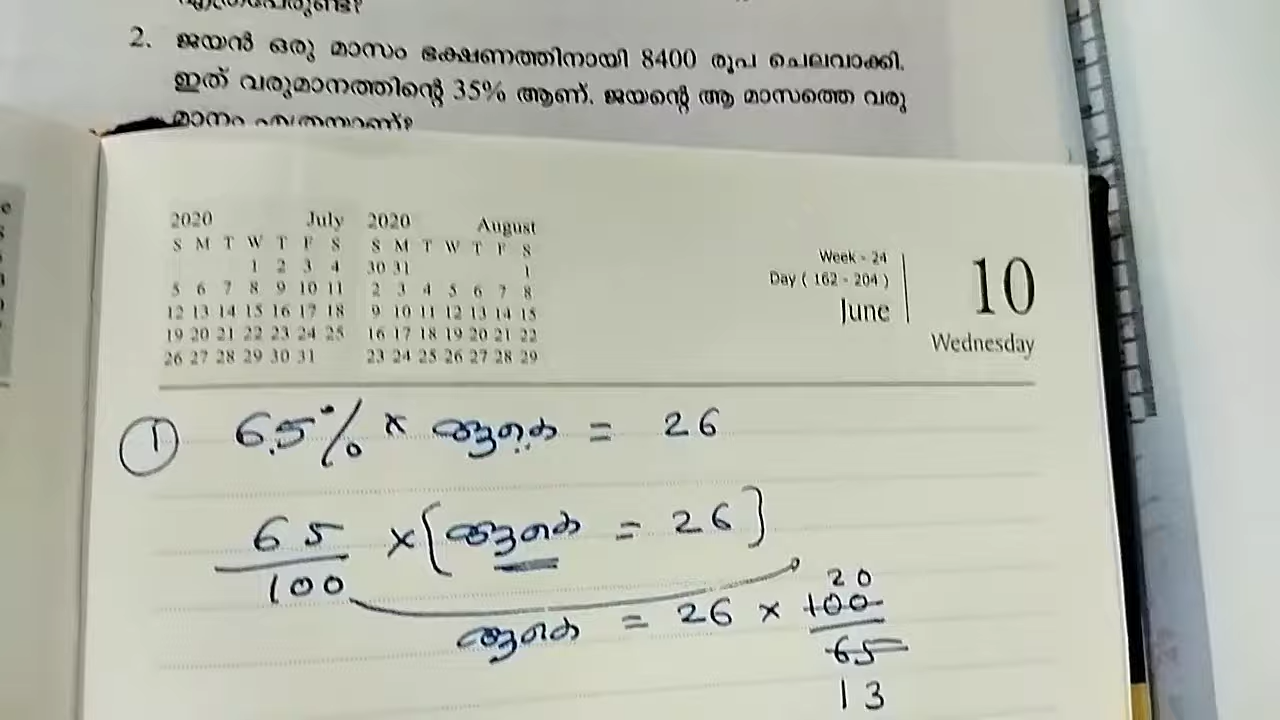 2. ജയൻ ഒരു മാസം ഭക്ഷണത്തിനായി 8400 രൂപ ചെലവാക്കി.
ഇത് വരുമാനത്തിന്റെ 35% ആണ്. ജയന്റെ ആ മാസത്തെ വരു
മാനം എത്രയാണ്?
2020 July 2020 August
S M T W T F S S M T W T F S
1 2 3 4 30 31 1
5 6 7 8 9 10 11 2 3 4 5 6 7 8
12 13 14 15 16 17 18 9 10 11 12 13 14 15
19 20 21 22 23 24 25 16 17 18 19 20 21 22
26 27 28 29 30 31 23 24 25 26 27 28 29
Week - 24
Day ( 162 - 204 )
June
10
Wednesday
1 65% × തുക = 26
65
100
× [ തുക = 26 ]
തുക = 26 ×
20
100
65
13